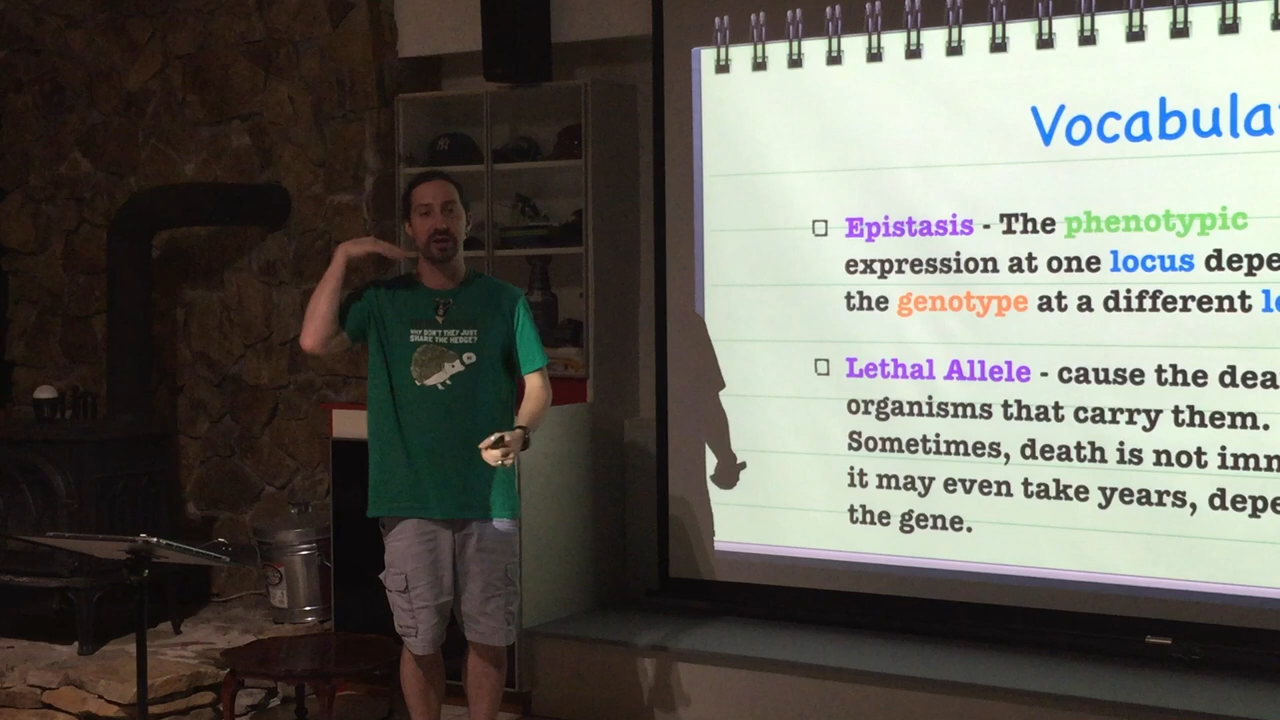 Vocabula
Epistasis - The phenotypic
expression at one locus depe
the genotype at a different lo
Lethal Allele - cause the dea
organisms that carry them.
Sometimes, death is not imm
it may even take years, depe
the gene.
WHY DON'T THEY JUST
SHARE THE HEDGE?